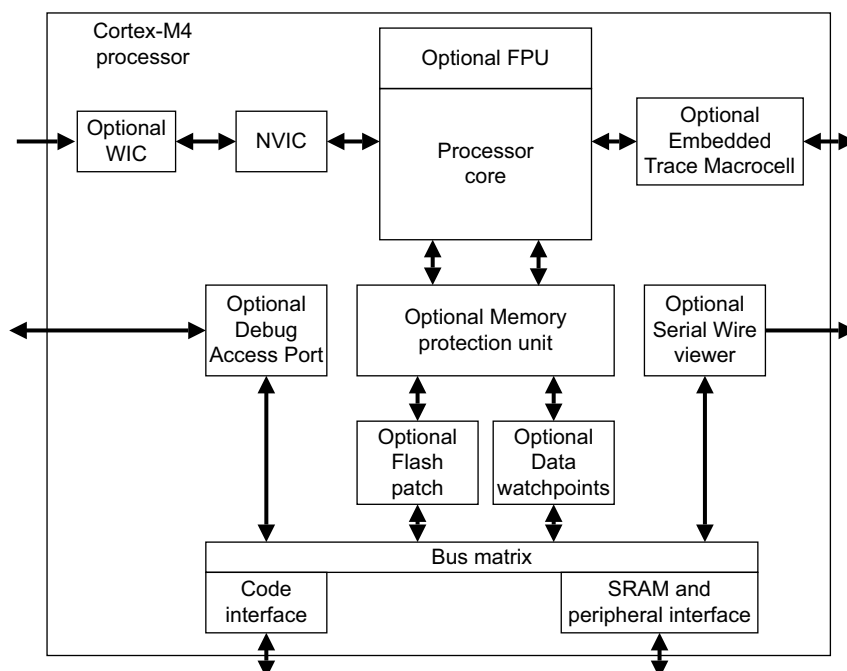 Cortex-M4
processor
Optional FPU
Optional
WIC
NVIC
Processor
core
Optional
Embedded
Trace Macrocell
Optional
Debug
Access Port
Optional Memory
protection unit
Optional
Serial Wire
viewer
Optional
Flash
patch
Optional
Data
watchpoints
Bus matrix
Code
interface
SRAM and
peripheral interface